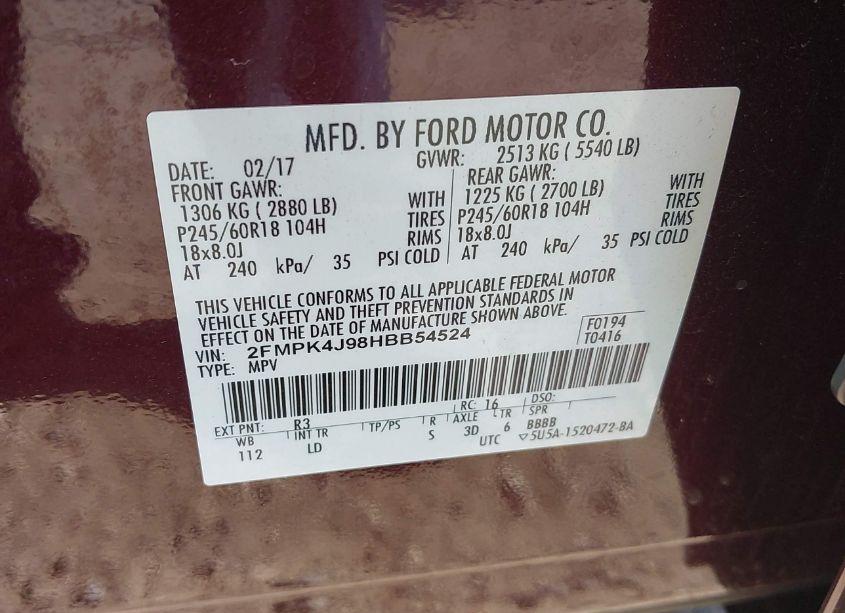 MFD. BY FORD MOTOR CO.
DATE: 02/17 GVWR: 2513 KG ( 5540 LB)
FRONT GAWR: REAR GAWR:
1306 KG ( 2880 LB) WITH 1225 KG ( 2700 LB) WITH
P245/60R18 104H TIRES P245/60R18 104H TIRES
18x8.0J RIMS 18x8.0J RIMS
AT 240 kPa/ 35 PSI COLD AT 240 kPa/ 35 PSI COLD
THIS VEHICLE CONFORMS TO ALL APPLICABLE FEDERAL MOTOR
VEHICLE SAFETY AND THEFT PREVENTION STANDARDS IN
EFFECT ON THE DATE OF MANUFACTURE SHOWN ABOVE.
VIN: 2FMPK4J98HBB54524 F0194
TYPE: MPV T0416
EXT PNT: R3 RC: 16 DSO:
WB INT TR TP/PS R AXLE TR SPR
112 LD S 3D 6 BBBB
UTC ▽5U5A-1520472-BA